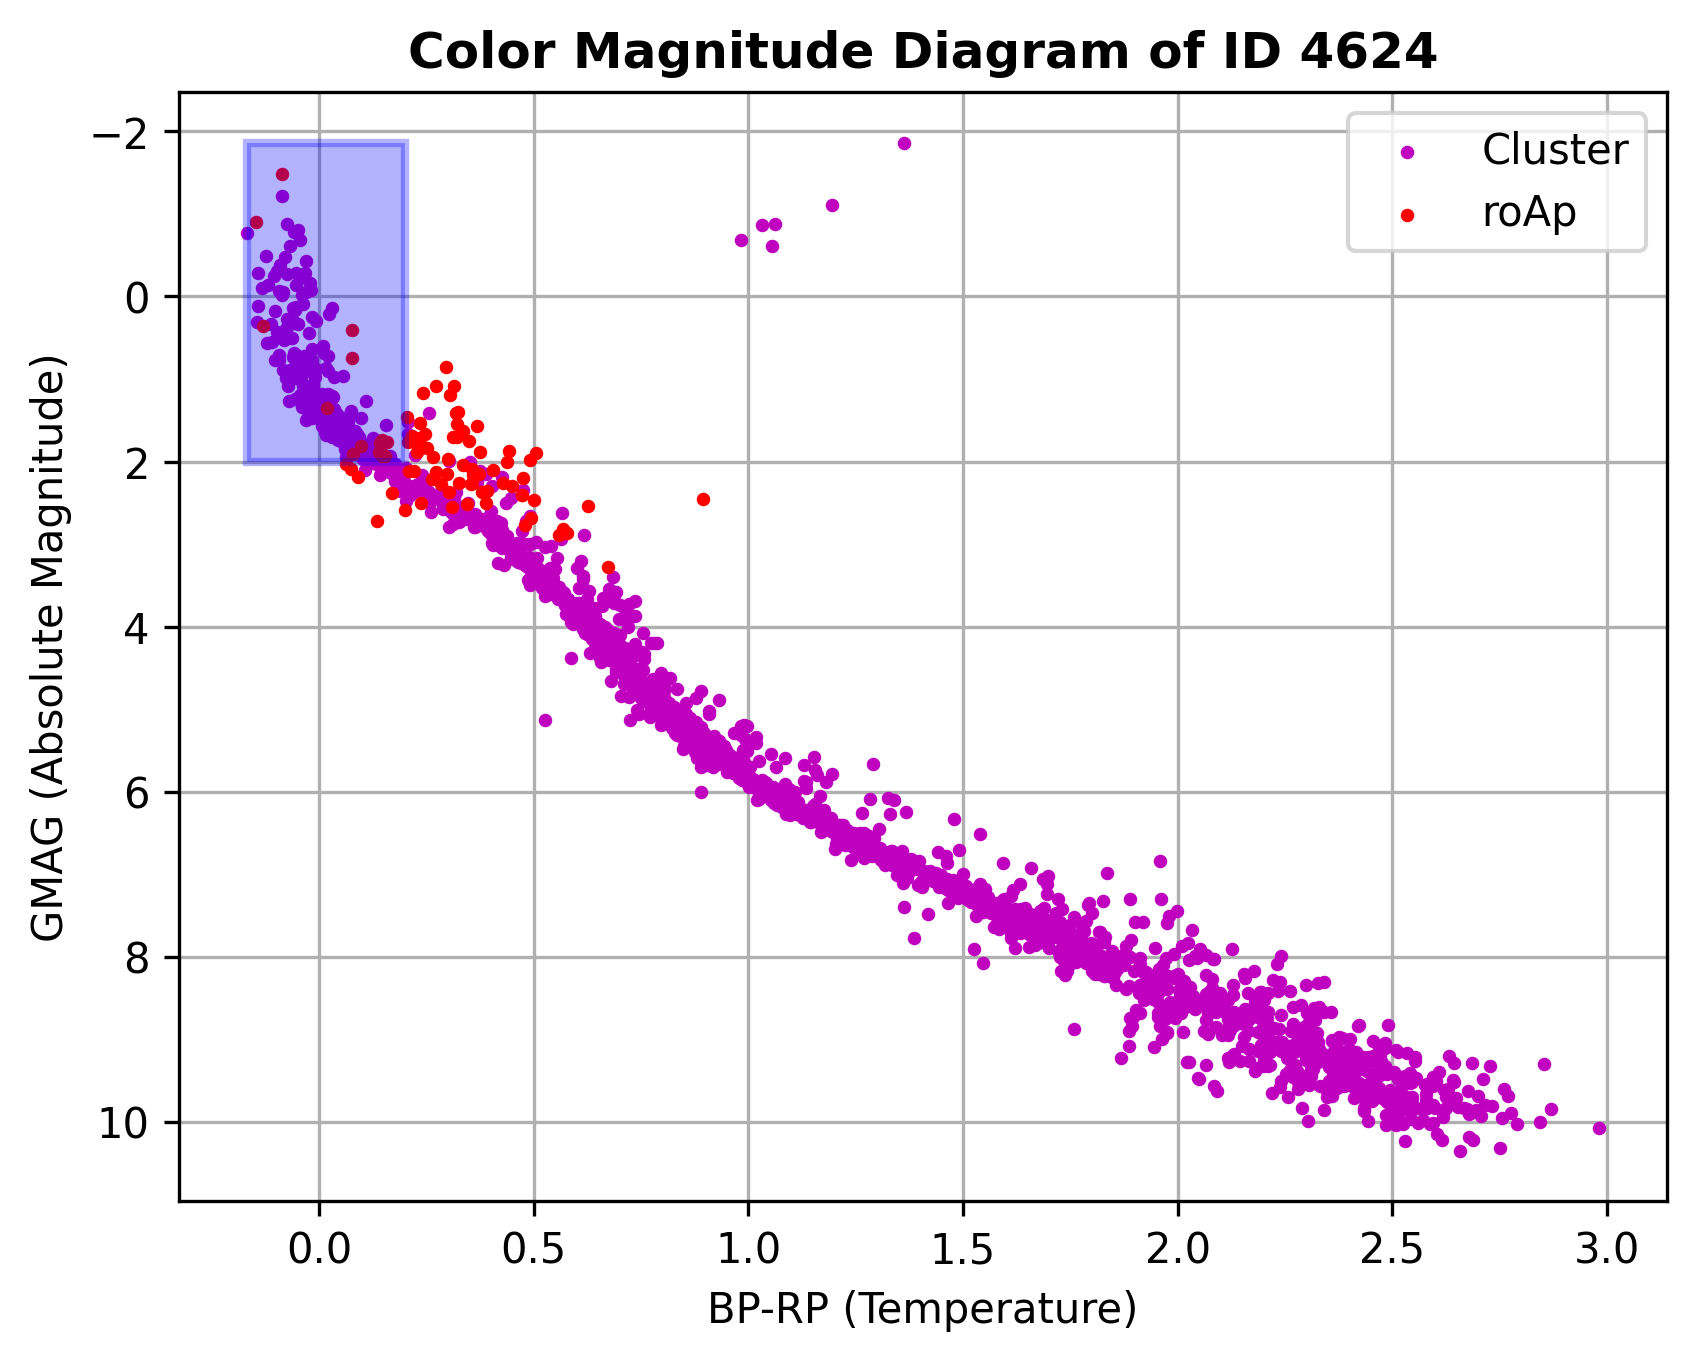 Color Magnitude Diagram of ID 4624
Cluster
roAp
GMAG (Absolute Magnitude)
−2
0
2
4
6
8
10
0.0 0.5 1.0 1.5 2.0 2.5 3.0
BP-RP (Temperature)